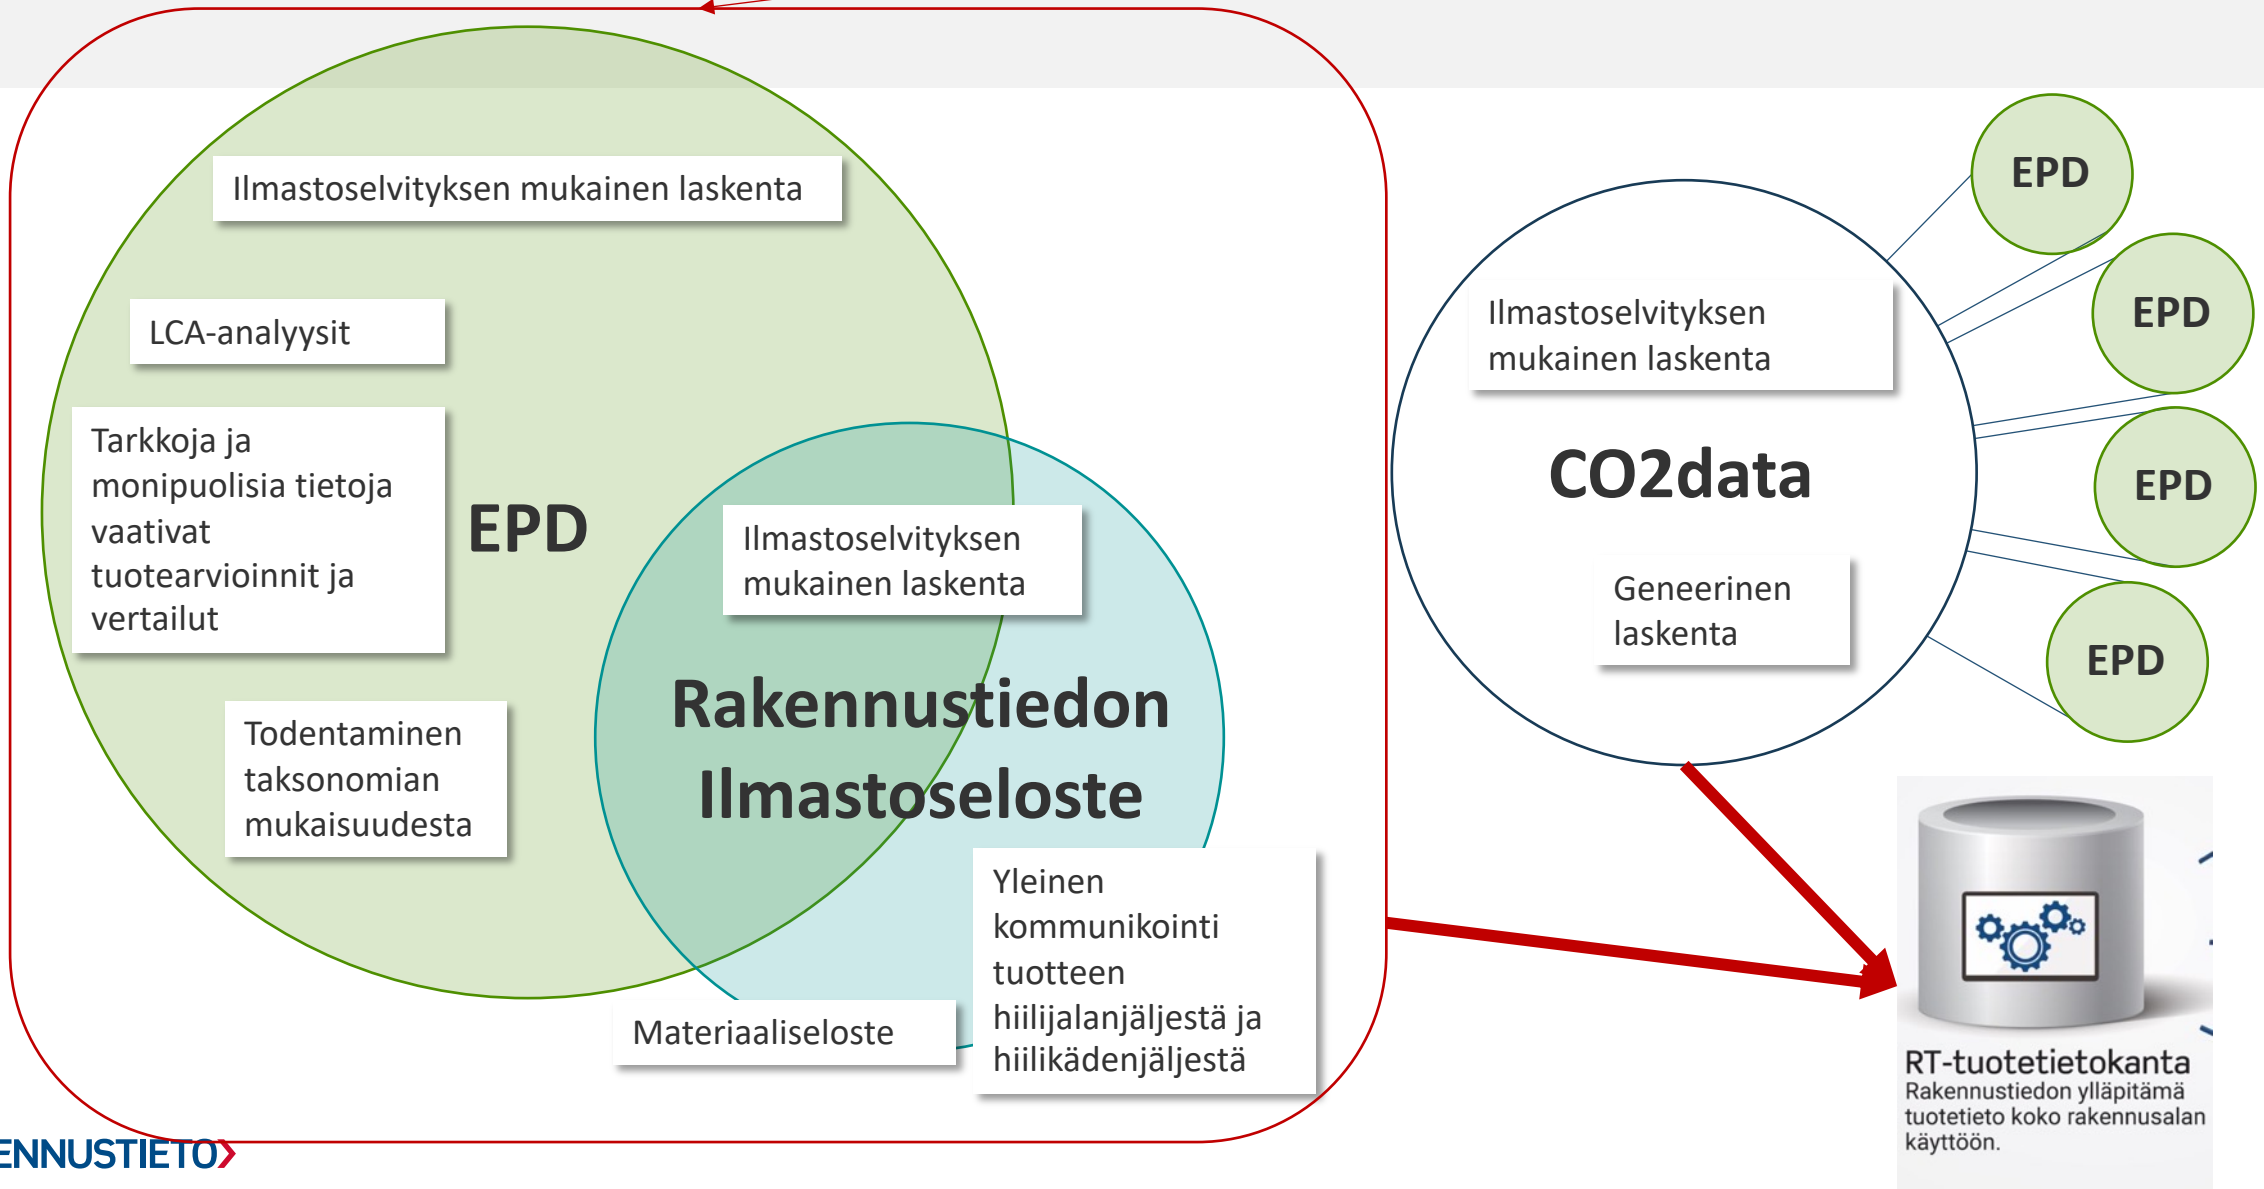 Ilmastoselvityksen mukainen laskenta
LCA-analyysit
Tarkkoja ja
monipuolisia tietoja
vaativat
tuotearvioinnit ja
vertailut
EPD
Todentaminen
taksonomian
mukaisuudesta
Ilmastoselvityksen
mukainen laskenta
Rakennustiedon
Ilmastoseloste
Materiaaliseloste
Yleinen
kommunikointi
tuotteen
hiilijalanjäljestä ja
hiilikädenjäljestä
Ilmastoselvityksen
mukainen laskenta
CO2data
Geneerinen
laskenta
EPD
EPD
EPD
EPD
RT-tuotetietokanta
Rakennustiedon ylläpitämä
tuotetieto koko rakennusalan
käyttöön.
ENNUSTIETO